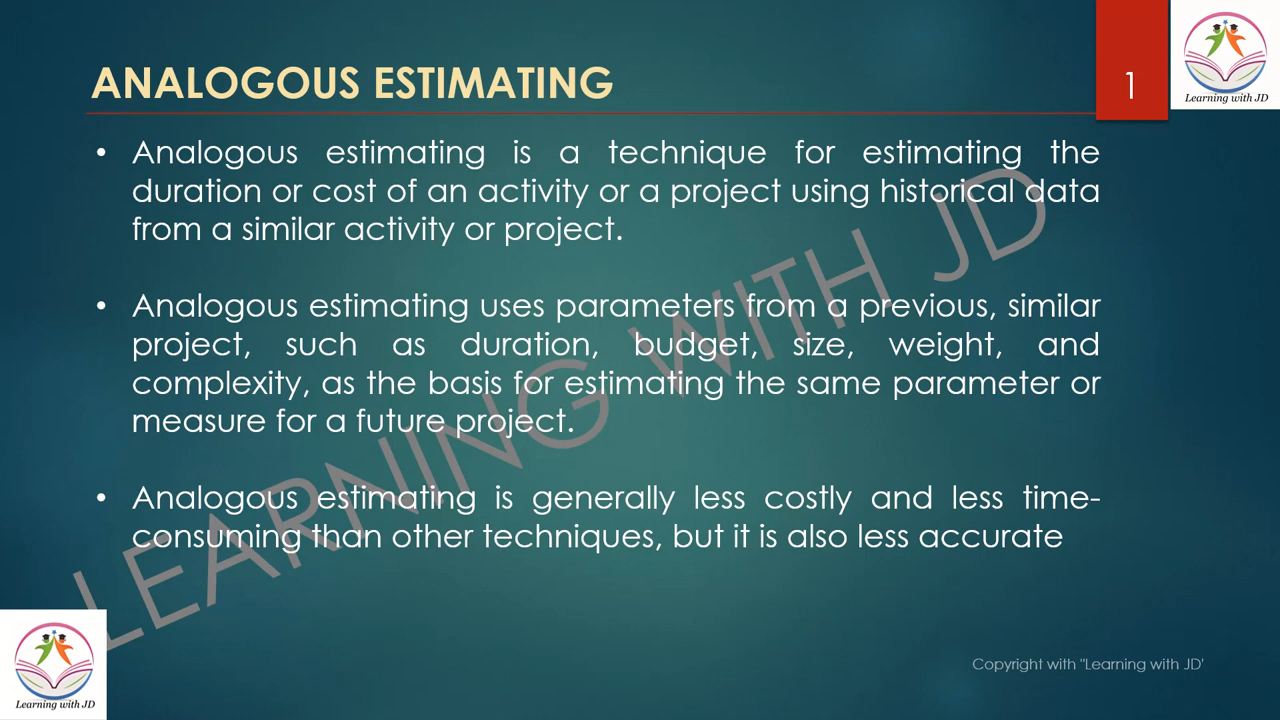 ANALOGOUS ESTIMATING
1
Learning with JD
• Analogous estimating is a technique for estimating the
duration or cost of an activity or a project using historical data
from a similar activity or project.
• Analogous estimating uses parameters from a previous, similar
project, such as duration, budget, size, weight, and
complexity, as the basis for estimating the same parameter or
measure for a future project.
• Analogous estimating is generally less costly and less time-
consuming than other techniques, but it is also less accurate
LEARNING WITH JD
Copyright with "Learning with JD'
Learning with JD